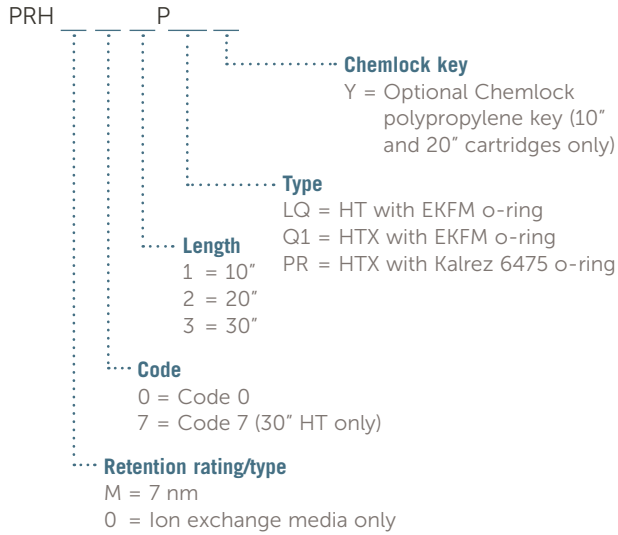 PRH __ __ __ P ____ __
Chemlock key
Y = Optional Chemlock
polypropylene key (10"
and 20" cartridges only)
Type
LQ = HT with EKFM o-ring
Q1 = HTX with EKFM o-ring
PR = HTX with Kalrez 6475 o-ring
Length
1 = 10"
2 = 20"
3 = 30"
Code
0 = Code 0
7 = Code 7 (30" HT only)
Retention rating/type
M = 7 nm
0 = Ion exchange media only